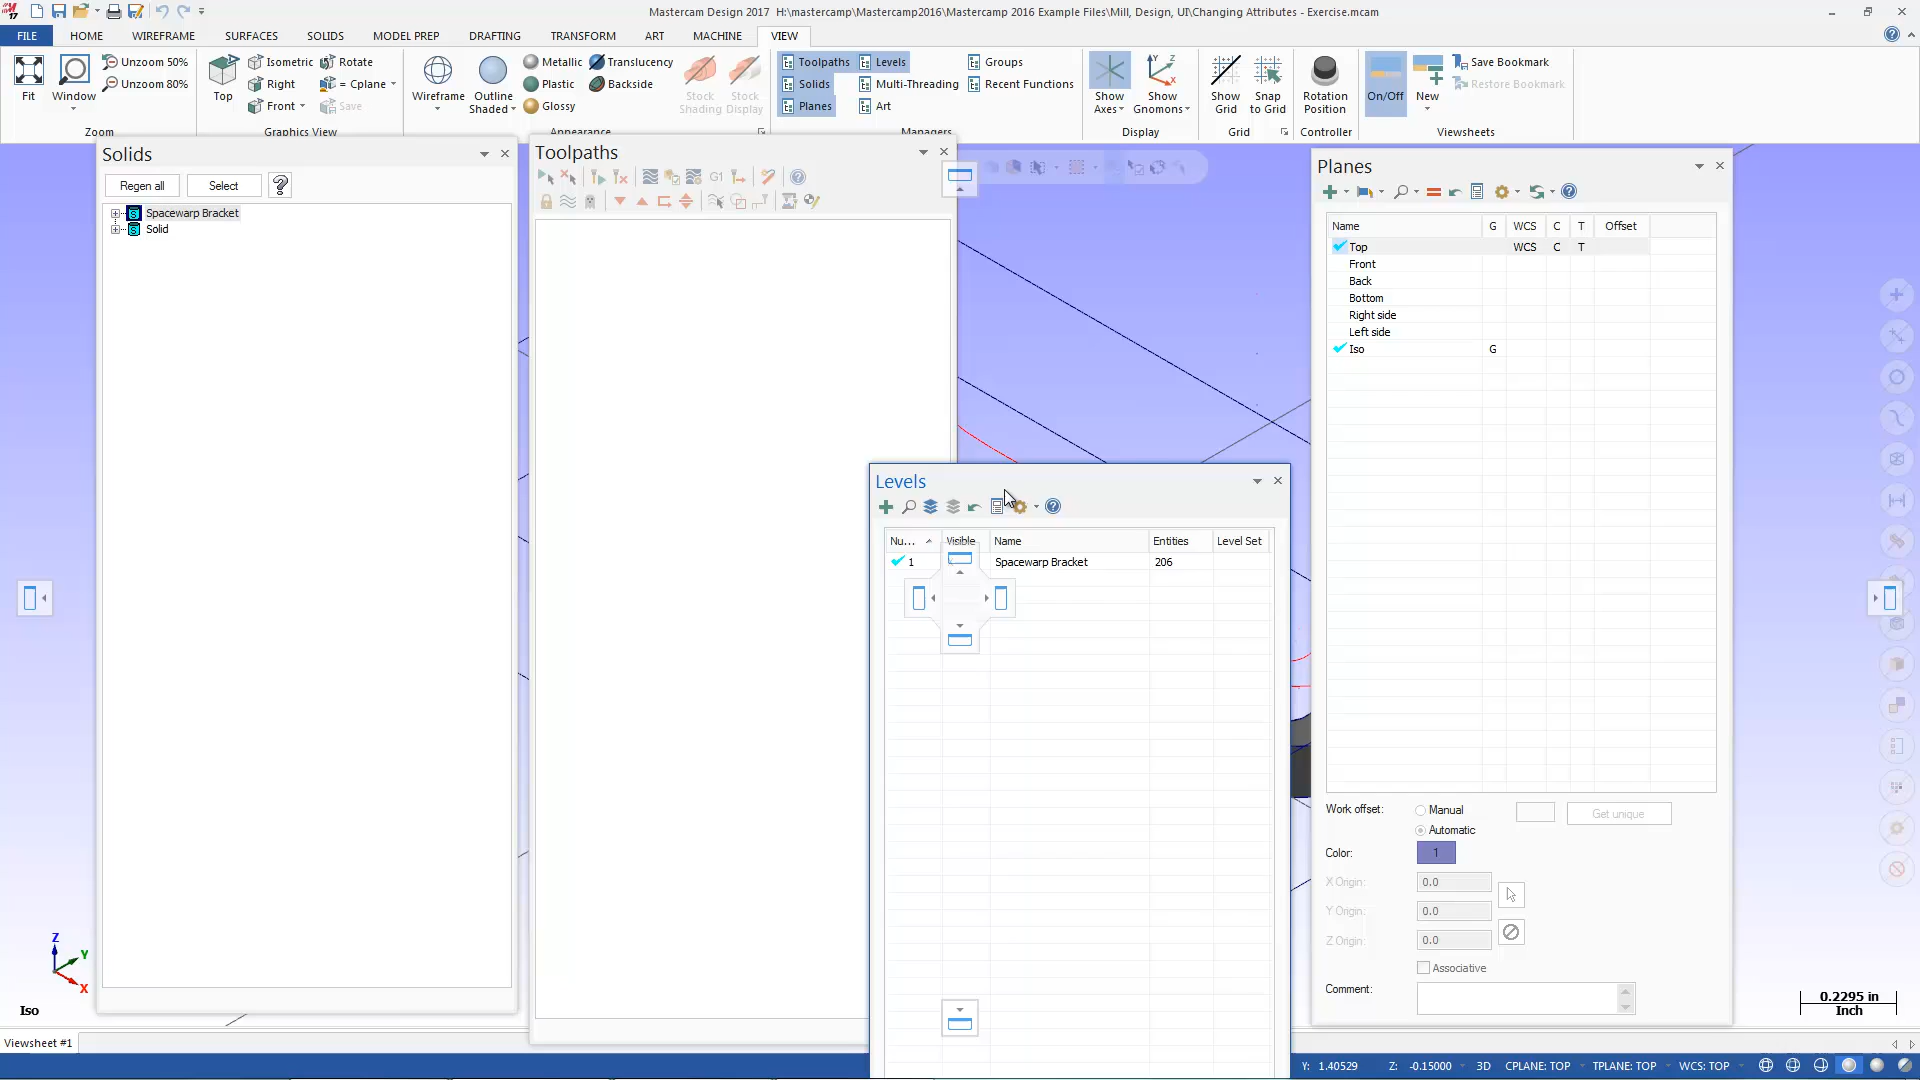 17
Mastercam Design 2017  H:\mastercamp\Mastercamp2016\Mastercamp 2016 Example Files\Mill, Design, UI\Changing Attributes - Exercise.mcam
FILE HOME WIREFRAME SURFACES SOLIDS MODEL PREP DRAFTING TRANSFORM ART MACHINE VIEW
Fit
Window
Unzoom 50%
Unzoom 80%
Zoom
Top
Isometric
Right
Front
Rotate
= Cplane
Save
Graphics View
Wireframe
Outline Shaded
Metallic
Plastic
Glossy
Translucency
Backside
Stock Shading
Stock Display
Appearance
Toolpaths
Solids
Planes
Levels
Multi-Threading
Art
Groups
Recent Functions
Managers
Show Axes
Show Gnomons
Display
Show Grid
Snap to Grid
Grid
Rotation Position
Controller
On/Off
New
Save Bookmark
Restore Bookmark
Viewsheets
Solids
Regen all
Select
?
Spacewarp Bracket
Solid
Toolpaths
G1
Levels
Nu... Visible Name Entities Level Set
1 Spacewarp Bracket 206
Planes
Name G WCS C T Offset
Top WCS C T
Front
Back
Bottom
Right side
Left side
Iso G
Work offset:
Manual
Get unique
Automatic
Color: 1
X Origin: 0.0
Y Origin: 0.0
Z Origin: 0.0
Associative
Comment:
Z
Y
X
Iso
0.2295 in
Inch
Viewsheet #1
Y: 1.40529 Z: -0.15000 3D CPLANE: TOP TPLANE: TOP WCS: TOP